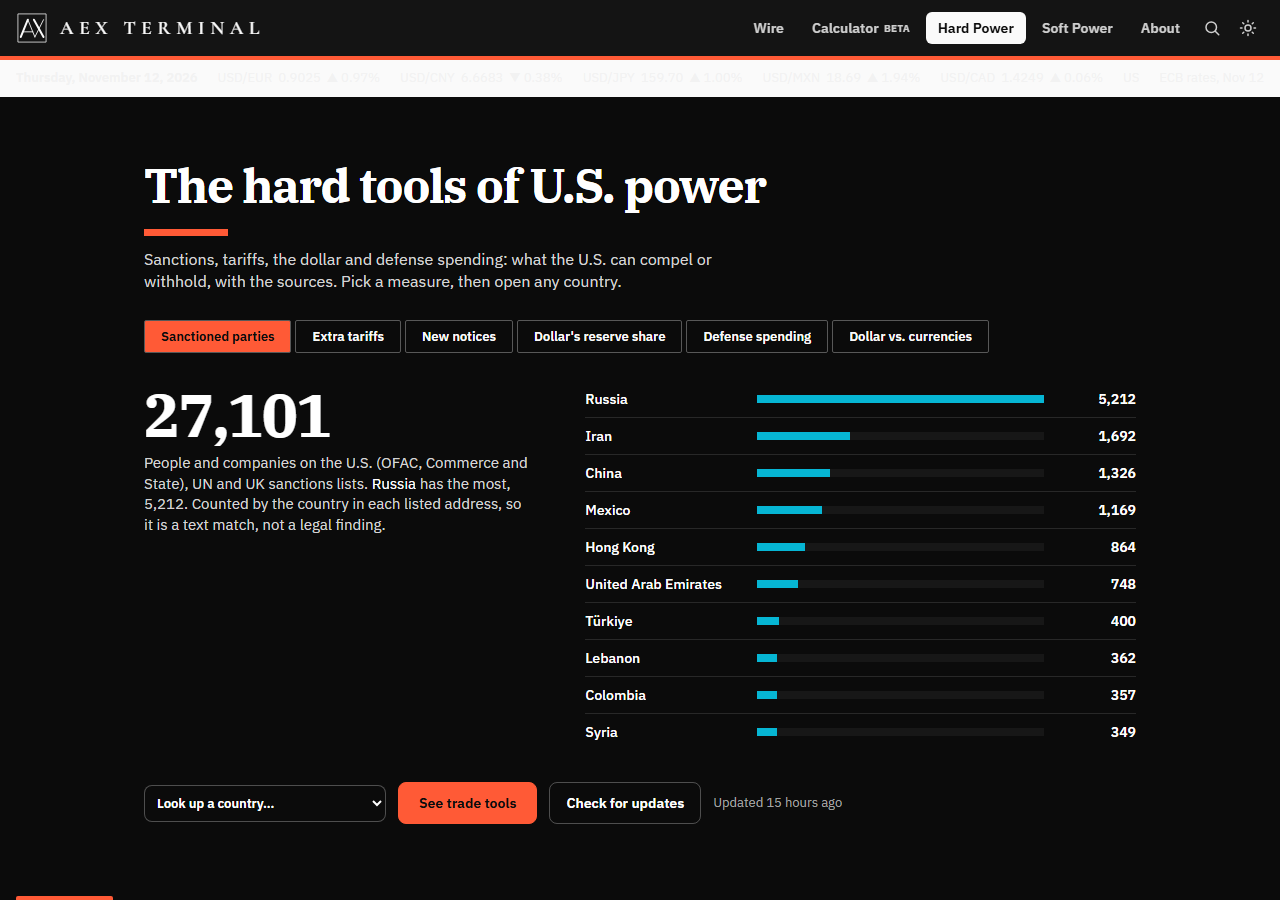 AX AEX TERMINAL
Wire Calculator BETA Hard Power Soft Power About
Thursday, November 12, 2026 USD/EUR 0.9025 ▲ 0.97% USD/CNY 6.6683 ▼ 0.28% USD/JPY 159.70 ▲ 1.00% USD/MXN 18.69 ▲ 1.94% USD/CAD 1.4249 ▲ 0.06% US ECB rates, Nov 12
The hard tools of U.S. power
Sanctions, tariffs, the dollar and defense spending: what the U.S. can compel or
withhold, with the sources. Pick a measure, then open any country.
Sanctioned parties Extra tariffs New notices Dollar's reserve share Defense spending Dollar vs. currencies
27,101
People and companies on the U.S. (OFAC, Commerce and
State), UN and UK sanctions lists. Russia has the most,
5,212. Counted by the country in each listed address, so
it is a text match, not a legal finding.
Russia 5,212
Iran 1,692
China 1,326
Mexico 1,169
Hong Kong 864
United Arab Emirates 748
Türkiye 400
Lebanon 362
Colombia 357
Syria 349
Look up a country... See trade tools Check for updates Updated 15 hours ago